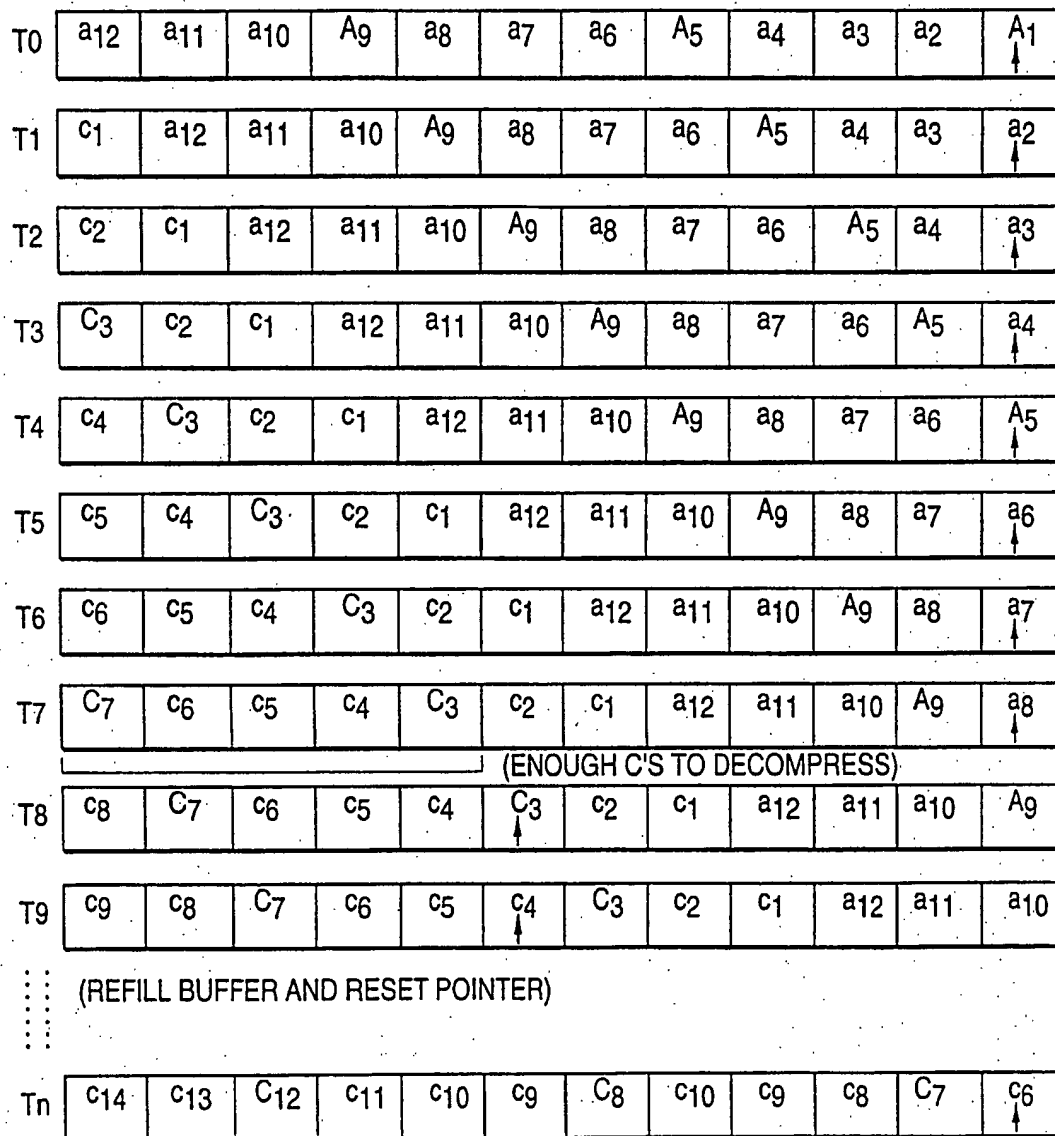 T0 a12 a11 a10 A9 a8 a7 a6 A5 a4 a3 a2 A1
T1 c1 a12 a11 a10 A9 a8 a7 a6 A5 a4 a3 a2
T2 c2 c1 a12 a11 a10 A9 a8 a7 a6 A5 a4 a3
T3 C3 c2 c1 a12 a11 a10 A9 a8 a7 a6 A5 a4
T4 c4 C3 c2 c1 a12 a11 a10 A9 a8 a7 a6 A5
T5 c5 c4 C3 c2 c1 a12 a11 a10 A9 a8 a7 a6
T6 c6 c5 c4 C3 c2 c1 a12 a11 a10 A9 a8 a7
T7 C7 c6 c5 c4 C3 c2 c1 a12 a11 a10 A9 a8
(ENOUGH C'S TO DECOMPRESS)
T8 c8 C7 c6 c5 c4 C3 c2 c1 a12 a11 a10 A9
T9 c9 c8 C7 c6 c5 c4 C3 c2 c1 a12 a11 a10
(REFILL BUFFER AND RESET POINTER)
Tn c14 c13 C12 c11 c10 c9 C8 c10 c9 c8 C7 c6